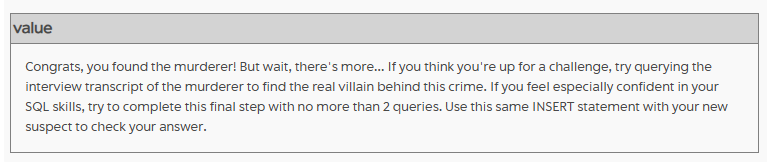 value
Congrats, you found the murderer! But wait, there's more... If you think you're up for a challenge, try querying the
interview transcript of the murderer to find the real villain behind this crime. If you feel especially confident in your
SQL skills, try to complete this final step with no more than 2 queries. Use this same INSERT statement with your new
suspect to check your answer.